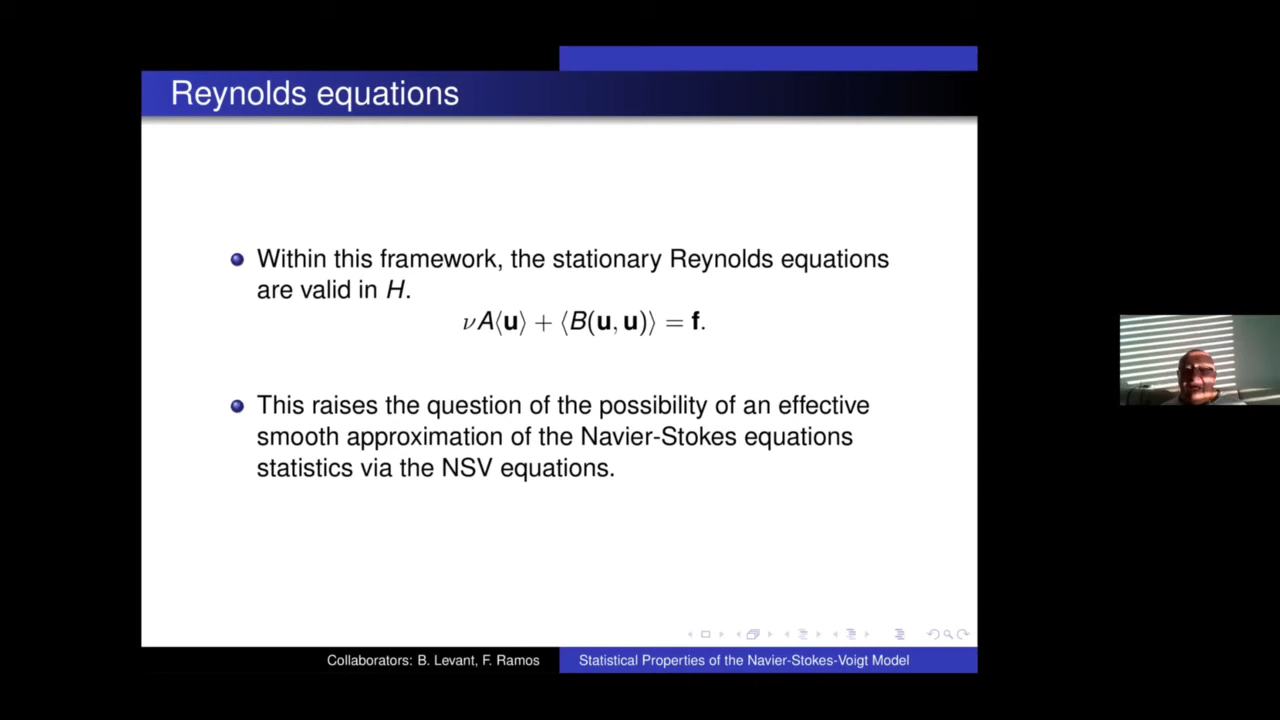 Reynolds equations
Within this framework, the stationary Reynolds equations
are valid in H.
νA⟨u⟩ + ⟨B(u, u)⟩ = f.
This raises the question of the possibility of an effective
smooth approximation of the Navier-Stokes equations
statistics via the NSV equations.
Collaborators: B. Levant, F. Ramos
Statistical Properties of the Navier-Stokes-Voigt Model